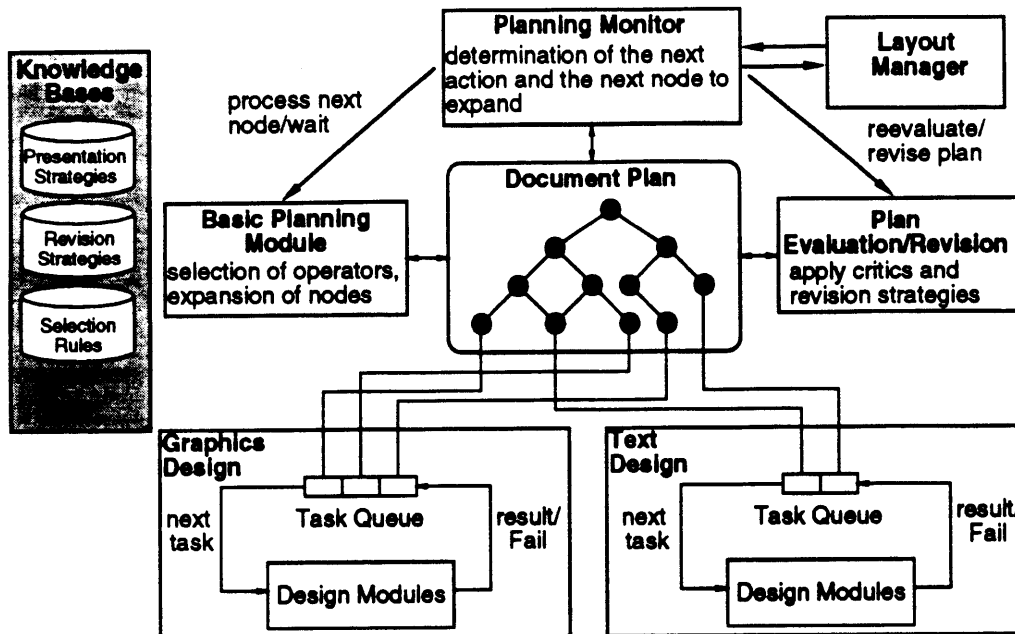 Planning Monitor
determination of the next
action and the next node to
expand
Layout
Manager
Knowledge
Bases
process next
node/wait
reevaluate/
revise plan
Presentation
Strategies
Revision
Strategies
Selection
Rules
Basic Planning
Module
selection of operators,
expansion of nodes
Document Plan
Plan
Evaluation/Revision
apply critics and
revision strategies
Graphics
Design
Task Queue
next
task
result/
Fail
Design Modules
Text
Design
Task Queue
next
task
result/
Fail
Design Modules